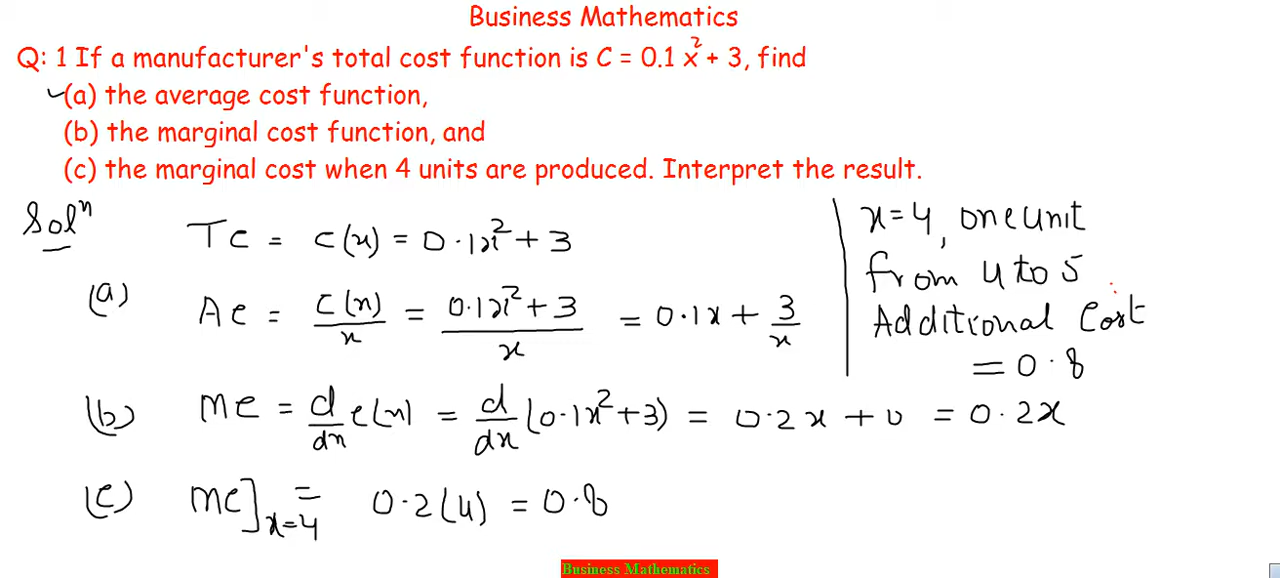 Business Mathematics
Q: 1 If a manufacturer's total cost function is C = 0.1 x² + 3, find
(a) the average cost function,
(b) the marginal cost function, and
(c) the marginal cost when 4 units are produced. Interpret the result.
Solⁿ
TC = C(x) = 0.1x² + 3
(a) AC = C(x)/x = (0.1x² + 3)/x = 0.1x + 3/x
(b) MC = d/dx C(x) = d/dx (0.1x² + 3) = 0.2x + 0 = 0.2x
(c) MC]x=4 = 0.2(4) = 0.8
x=4, one unit
from 4 to 5
Additional Cost
= 0.8
Business Mathematics